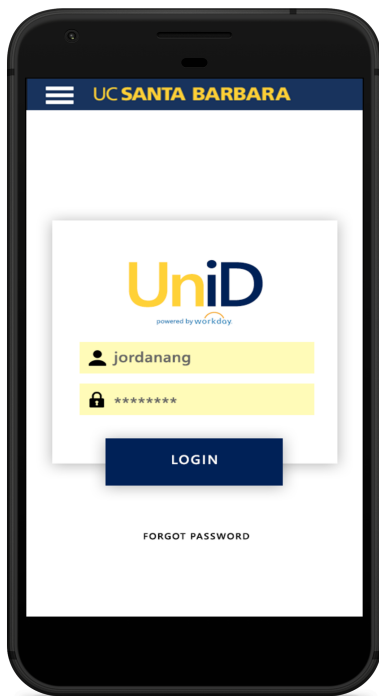 UC SANTA BARBARA
UniD
powered by workday.
jordanang
********
LOGIN
FORGOT PASSWORD